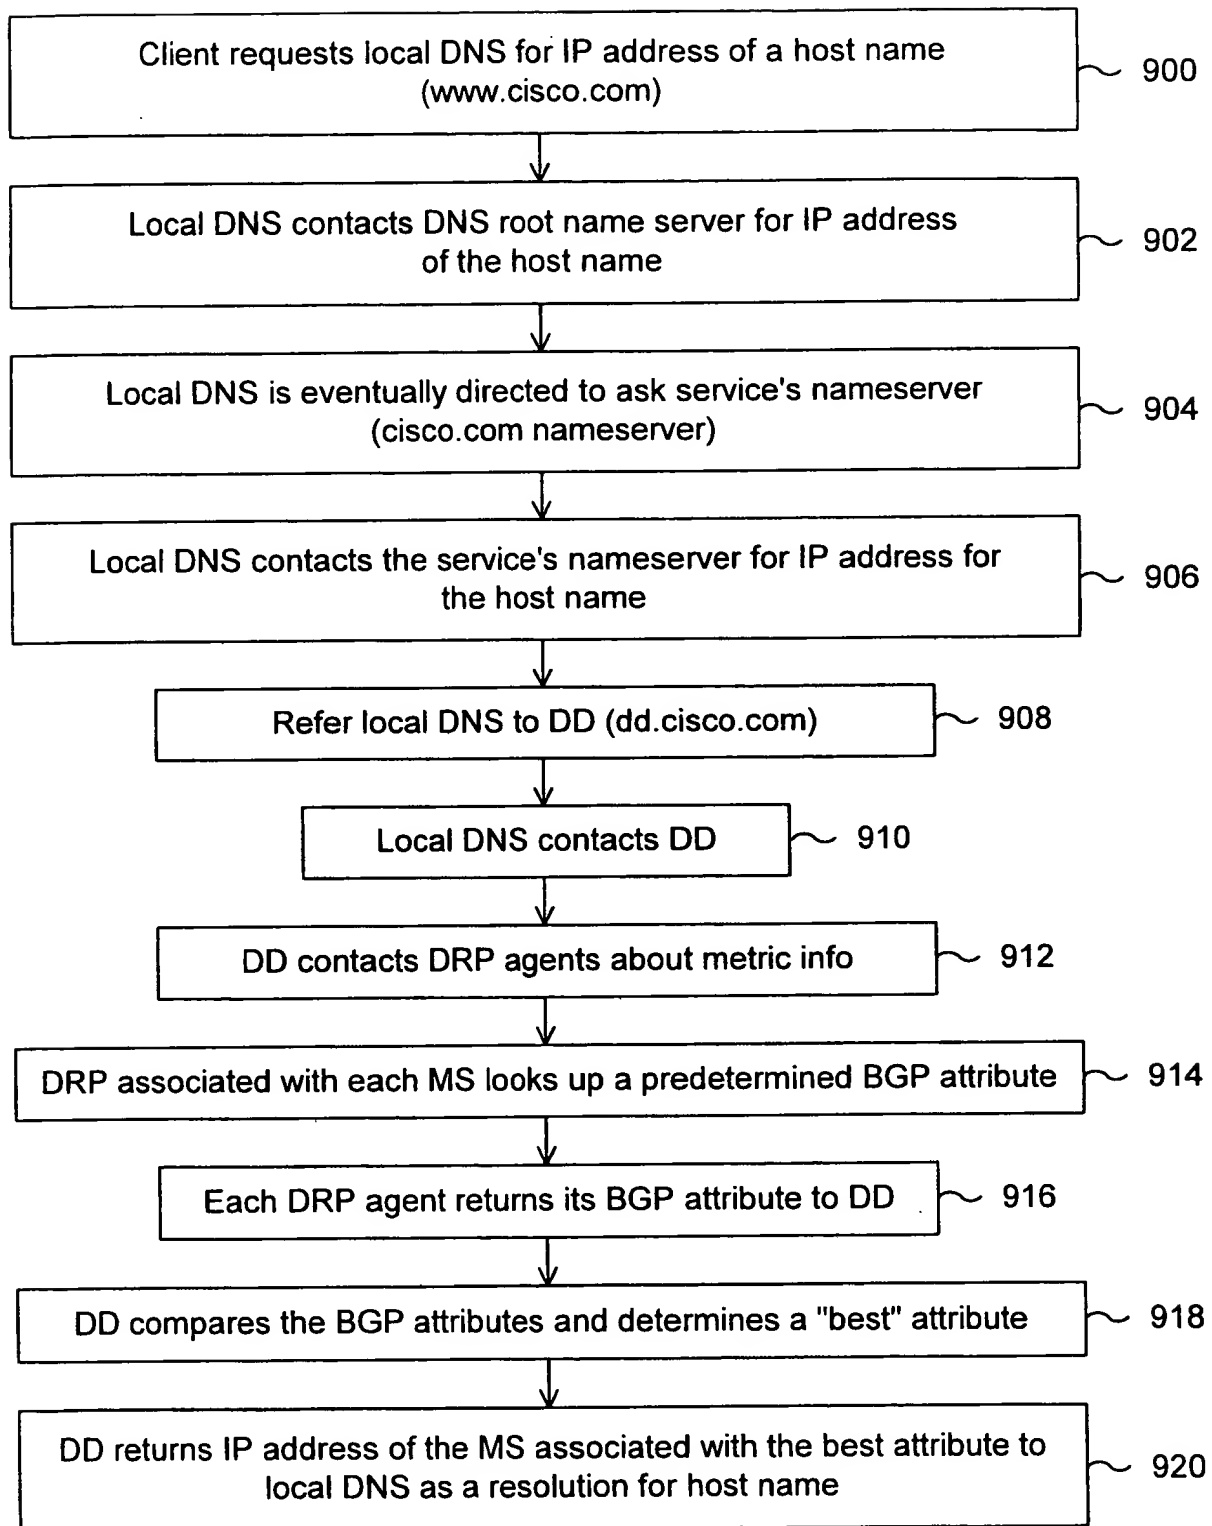 Client requests local DNS for IP address of a host name
(www.cisco.com)
900
Local DNS contacts DNS root name server for IP address
of the host name
902
Local DNS is eventually directed to ask service's nameserver
(cisco.com nameserver)
904
Local DNS contacts the service's nameserver for IP address for
the host name
906
Refer local DNS to DD (dd.cisco.com)
908
Local DNS contacts DD
910
DD contacts DRP agents about metric info
912
DRP associated with each MS looks up a predetermined BGP attribute
914
Each DRP agent returns its BGP attribute to DD
916
DD compares the BGP attributes and determines a "best" attribute
918
DD returns IP address of the MS associated with the best attribute to
local DNS as a resolution for host name
920